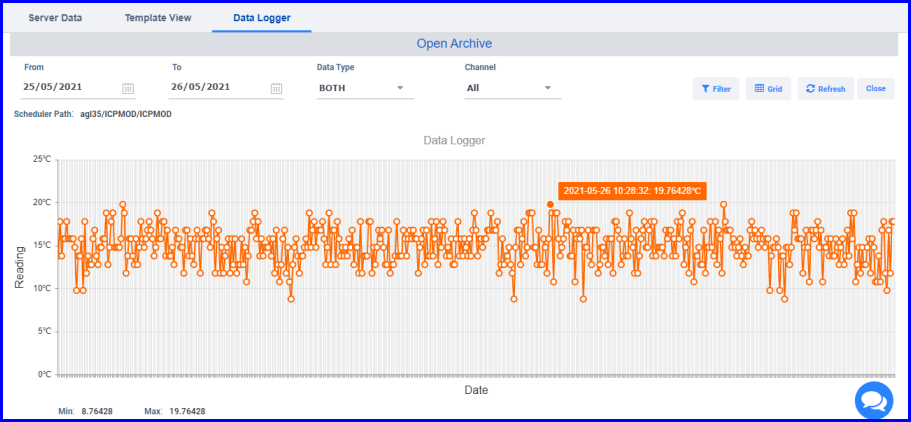 Server Data Template View Data Logger
Open Archive
From To Data Type Channel
25/05/2021 26/05/2021 BOTH All
Filter Grid Refresh Close
Scheduler Path: agl35/ICPMOD/ICPMOD
Data Logger
25°C
2021-05-26 10:28:32: 19.76428°C
20°C
15°C
Reading
10°C
5°C
0°C
Date
Min: 8.76428 Max: 19.76428